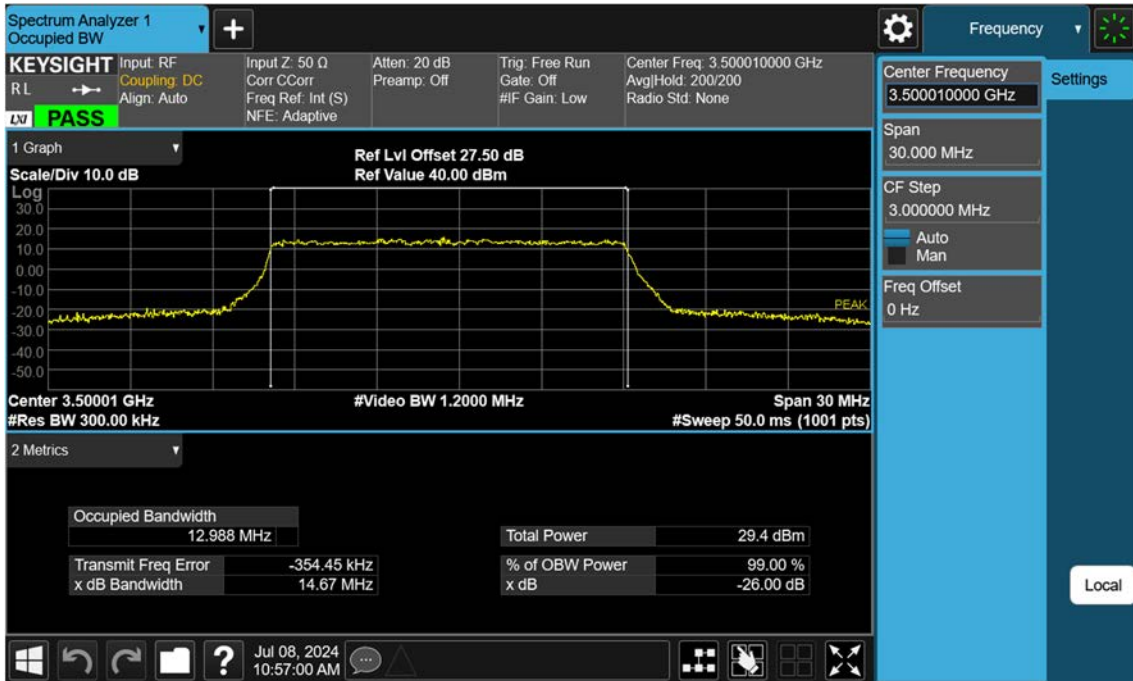 Spectrum Analyzer 1
Occupied BW
+
Frequency
KEYSIGHT
RL
LXI PASS
Input: RF
Coupling: DC
Align: Auto
Input Z: 50 Ω
Corr CCorr
Freq Ref: Int (S)
NFE: Adaptive
Atten: 20 dB
Preamp: Off
Trig: Free Run
Gate: Off
#IF Gain: Low
Center Freq: 3.500010000 GHz
Avg|Hold: 200/200
Radio Std: None
Center Frequency
3.500010000 GHz
Settings
Span
30.000 MHz
CF Step
3.000000 MHz
Auto
Man
Freq Offset
0 Hz
Local
1 Graph
Scale/Div 10.0 dB
Ref Lvl Offset 27.50 dB
Ref Value 40.00 dBm
Log
30.0
20.0
10.0
0.00
-10.0
-20.0
-30.0
-40.0
-50.0
PEAK
Center 3.50001 GHz
#Video BW 1.2000 MHz
Span 30 MHz
#Res BW 300.00 kHz
#Sweep 50.0 ms (1001 pts)
2 Metrics
Occupied Bandwidth
12.988 MHz
Total Power 29.4 dBm
Transmit Freq Error -354.45 kHz
% of OBW Power 99.00 %
x dB Bandwidth 14.67 MHz
x dB -26.00 dB
?
Jul 08, 2024
10:57:00 AM